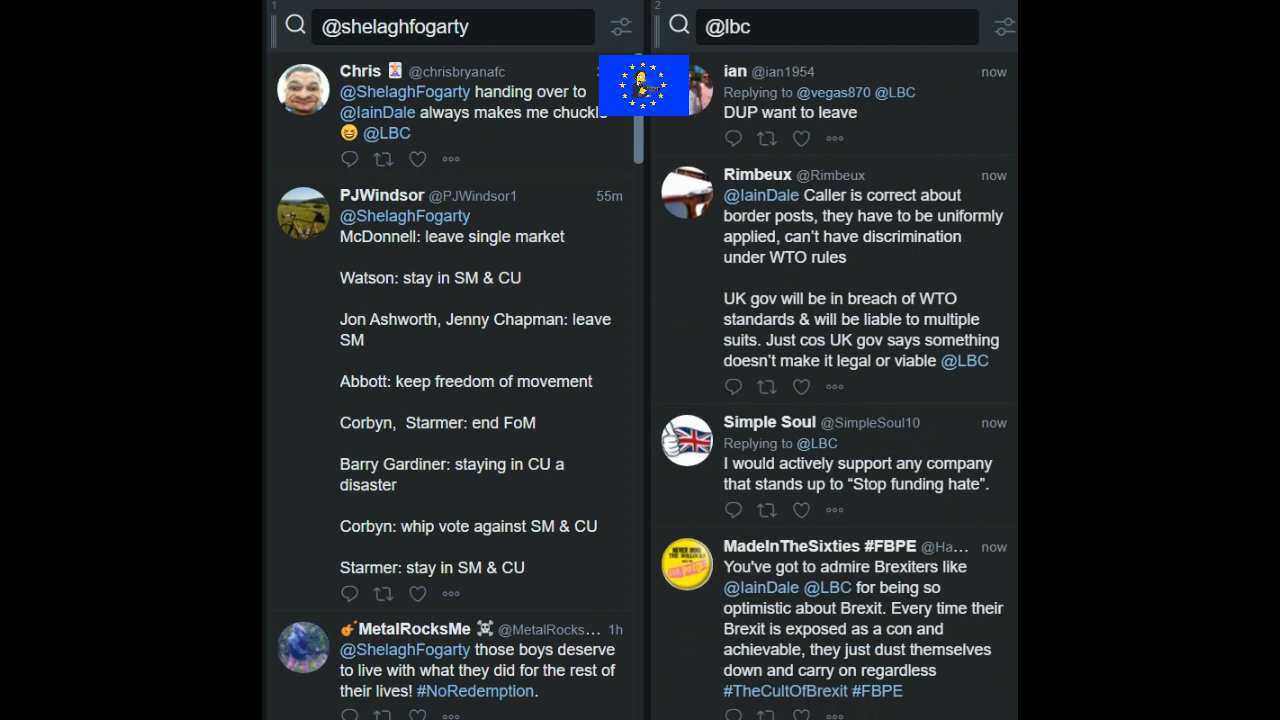 1
@shelaghfogarty
Chris @chrisbryanafc
@ShelaghFogarty handing over to
@IainDale always makes me chuckle
@LBC
PJWindsor @PJWindsor1 55m
@ShelaghFogarty
McDonnell: leave single market
Watson: stay in SM & CU
Jon Ashworth, Jenny Chapman: leave
SM
Abbott: keep freedom of movement
Corbyn, Starmer: end FoM
Barry Gardiner: staying in CU a
disaster
Corbyn: whip vote against SM & CU
Starmer: stay in SM & CU
MetalRocksMe @MetalRocks... 1h
@ShelaghFogarty those boys deserve
to live with what they did for the rest of
their lives! #NoRedemption.
2
@lbc
ian @ian1954 now
Replying to @vegas870 @LBC
DUP want to leave
Rimbeux @Rimbeux now
@IainDale Caller is correct about
border posts, they have to be uniformly
applied, can't have discrimination
under WTO rules
UK gov will be in breach of WTO
standards & will be liable to multiple
suits. Just cos UK gov says something
doesn't make it legal or viable @LBC
Simple Soul @SimpleSoul10 now
Replying to @LBC
I would actively support any company
that stands up to “Stop funding hate”.
MadeInTheSixties #FBPE @Ha... now
You've got to admire Brexiters like
@IainDale @LBC for being so
optimistic about Brexit. Every time their
Brexit is exposed as a con and
achievable, they just dust themselves
down and carry on regardless
#TheCultOfBrexit #FBPE